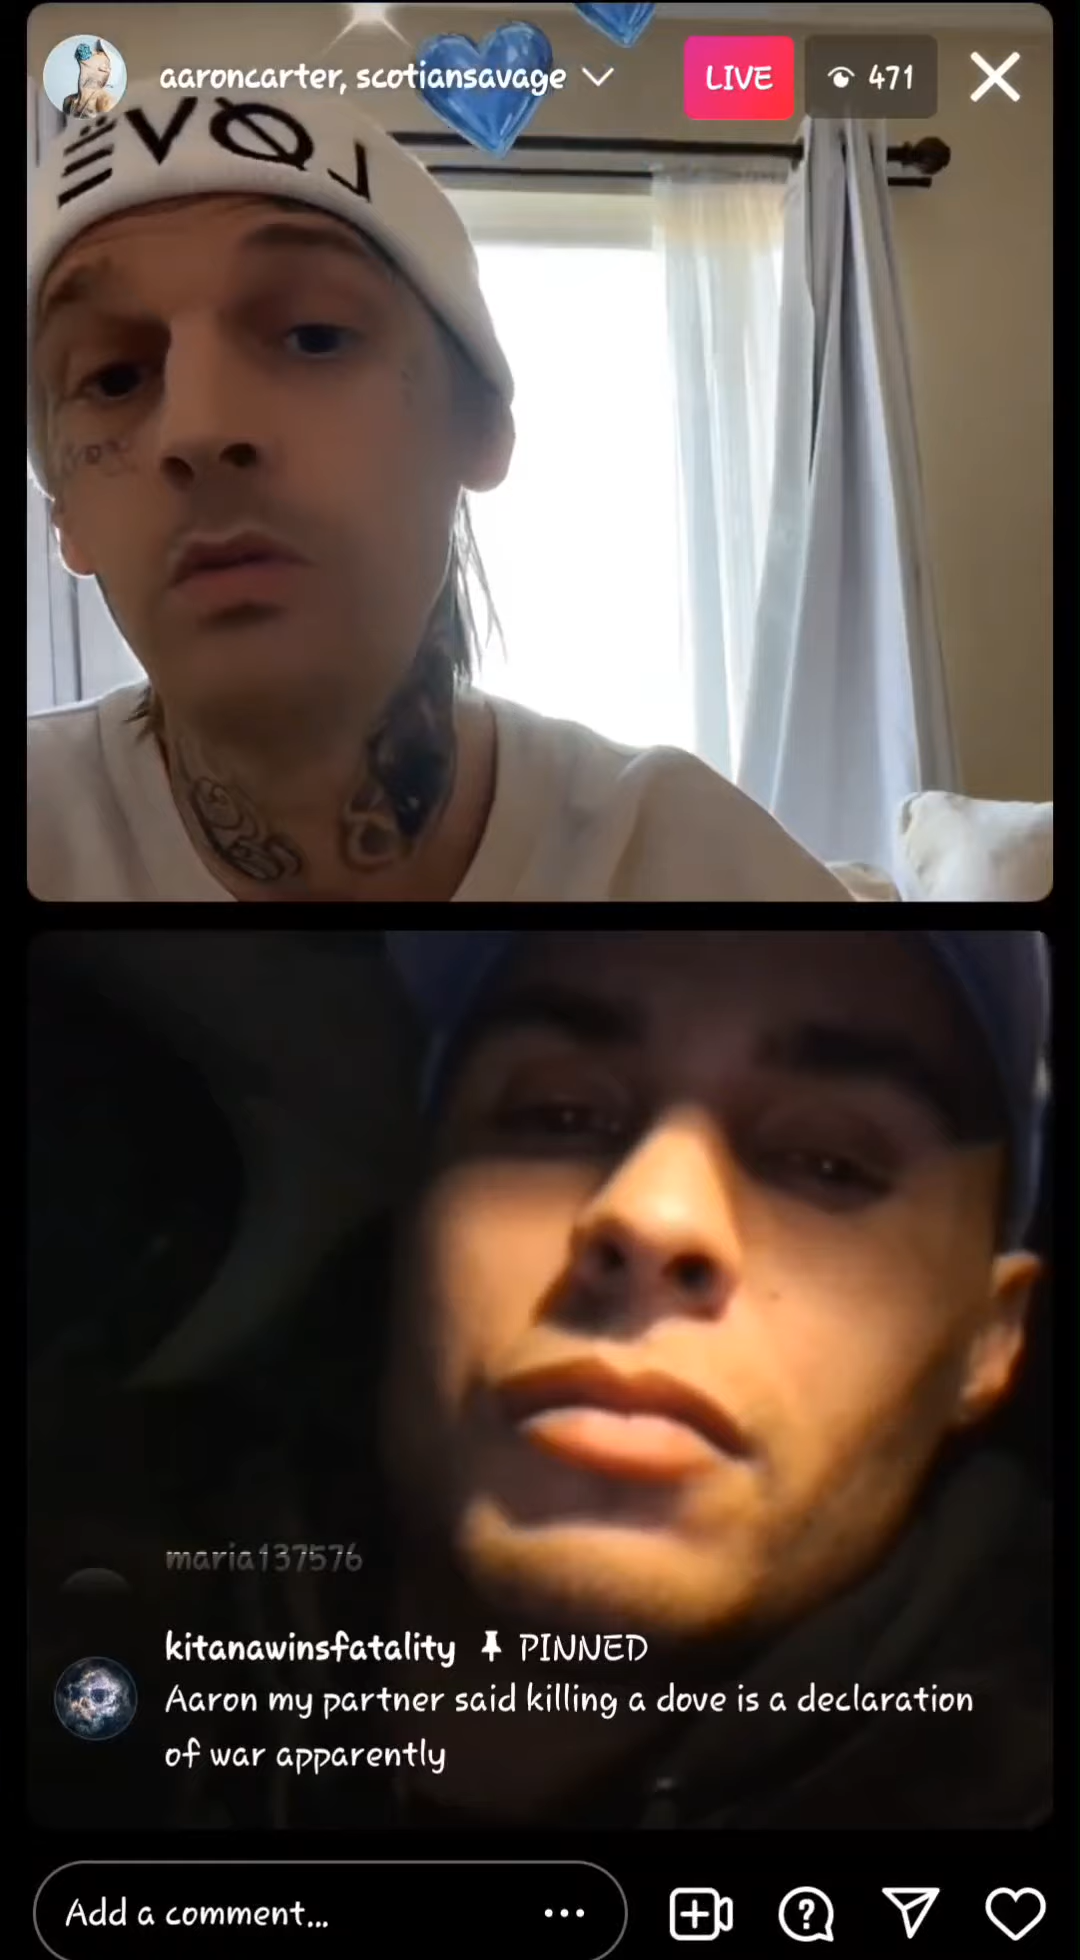 aaroncarter, scotiansavage
LIVE
471
maria137576
kitanawinsfatality PINNED
Aaron my partner said killing a dove is a declaration
of war apparently
Add a comment...